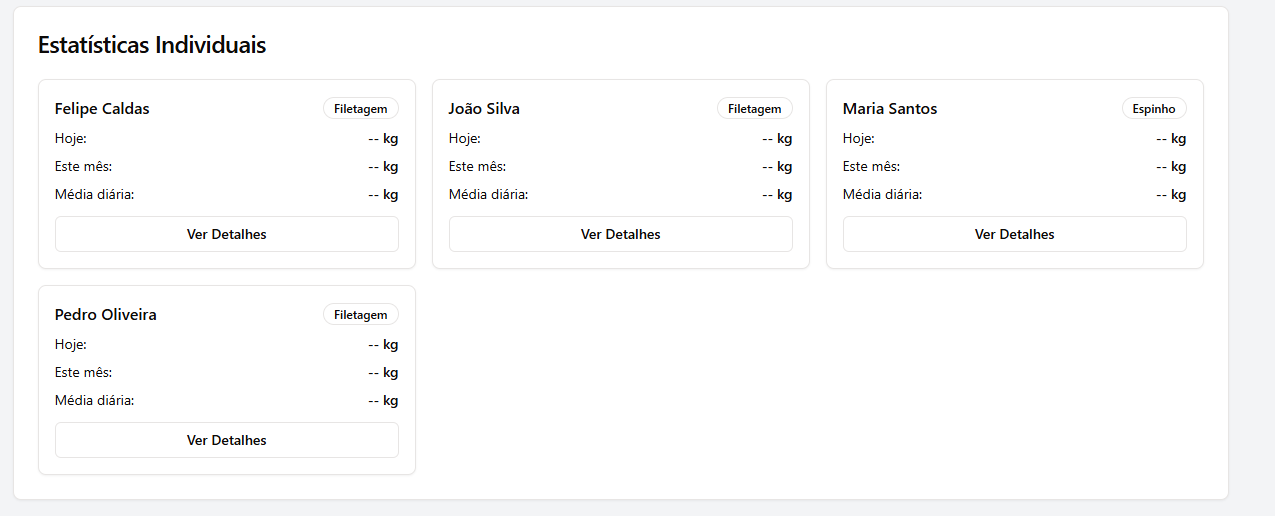 Estatísticas Individuais
Felipe Caldas Filetagem
Hoje: -- kg
Este mês: -- kg
Média diária: -- kg
Ver Detalhes
João Silva Filetagem
Hoje: -- kg
Este mês: -- kg
Média diária: -- kg
Ver Detalhes
Maria Santos Espinho
Hoje: -- kg
Este mês: -- kg
Média diária: -- kg
Ver Detalhes
Pedro Oliveira Filetagem
Hoje: -- kg
Este mês: -- kg
Média diária: -- kg
Ver Detalhes